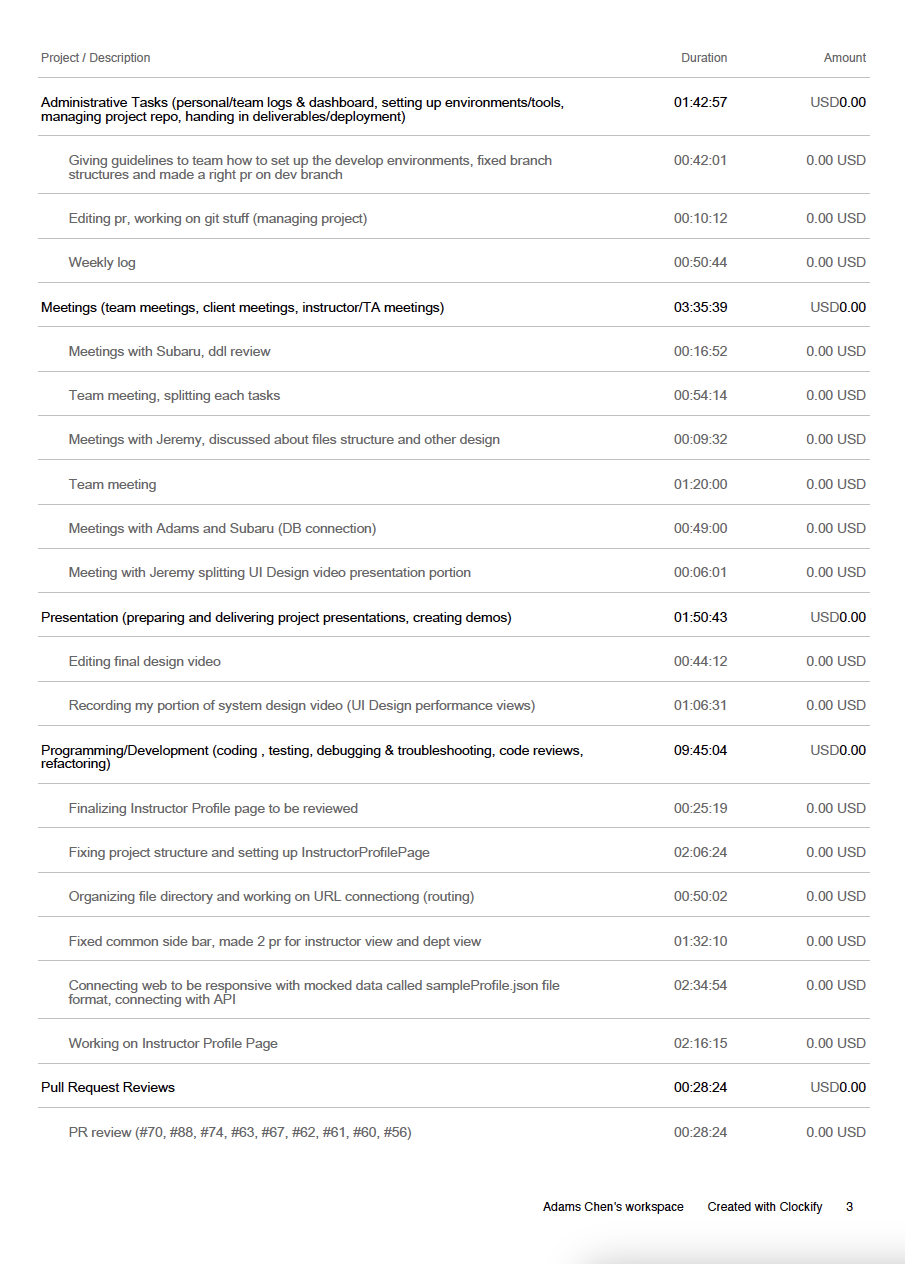 Project / Description Duration Amount
Administrative Tasks (personal/team logs & dashboard, setting up environments/tools, 01:42:57 USD0.00
managing project repo, handing in deliverables/deployment)
Giving guidelines to team how to set up the develop environments, fixed branch 00:42:01 0.00 USD
structures and made a right pr on dev branch
Editing pr, working on git stuff (managing project) 00:10:12 0.00 USD
Weekly log 00:50:44 0.00 USD
Meetings (team meetings, client meetings, instructor/TA meetings) 03:35:39 USD0.00
Meetings with Subaru, ddl review 00:16:52 0.00 USD
Team meeting, splitting each tasks 00:54:14 0.00 USD
Meetings with Jeremy, discussed about files structure and other design 00:09:32 0.00 USD
Team meeting 01:20:00 0.00 USD
Meetings with Adams and Subaru (DB connection) 00:49:00 0.00 USD
Meeting with Jeremy splitting UI Design video presentation portion 00:06:01 0.00 USD
Presentation (preparing and delivering project presentations, creating demos) 01:50:43 USD0.00
Editing final design video 00:44:12 0.00 USD
Recording my portion of system design video (UI Design performance views) 01:06:31 0.00 USD
Programming/Development (coding , testing, debugging & troubleshooting, code reviews, 09:45:04 USD0.00
refactoring)
Finalizing Instructor Profile page to be reviewed 00:25:19 0.00 USD
Fixing project structure and setting up InstructorProfilePage 02:06:24 0.00 USD
Organizing file directory and working on URL connectiong (routing) 00:50:02 0.00 USD
Fixed common side bar, made 2 pr for instructor view and dept view 01:32:10 0.00 USD
Connecting web to be responsive with mocked data called sampleProfile.json file 02:34:54 0.00 USD
format, connecting with API
Working on Instructor Profile Page 02:16:15 0.00 USD
Pull Request Reviews 00:28:24 USD0.00
PR review (#70, #88, #74, #63, #67, #62, #61, #60, #56) 00:28:24 0.00 USD
Adams Chen's workspace Created with Clockify 3